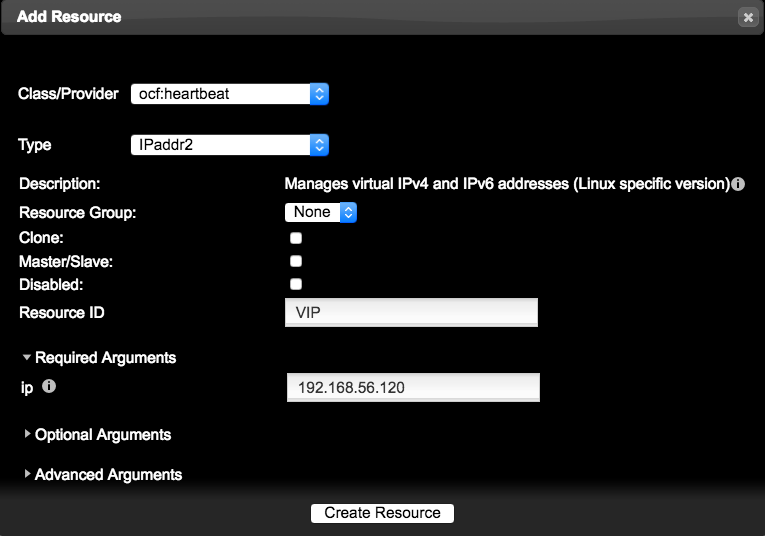 Add Resource
Class/Provider ocf:heartbeat
Type IPaddr2
Description: Manages virtual IPv4 and IPv6 addresses (Linux specific version)
Resource Group: None
Clone:
Master/Slave:
Disabled:
Resource ID VIP
Required Arguments
ip 192.168.56.120
Optional Arguments
Advanced Arguments
Create Resource